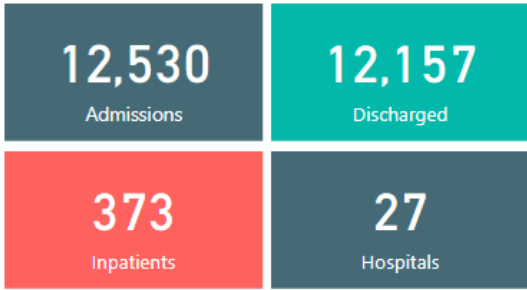 12,530
Admissions
12,157
Discharged
373
Inpatients
27
Hospitals